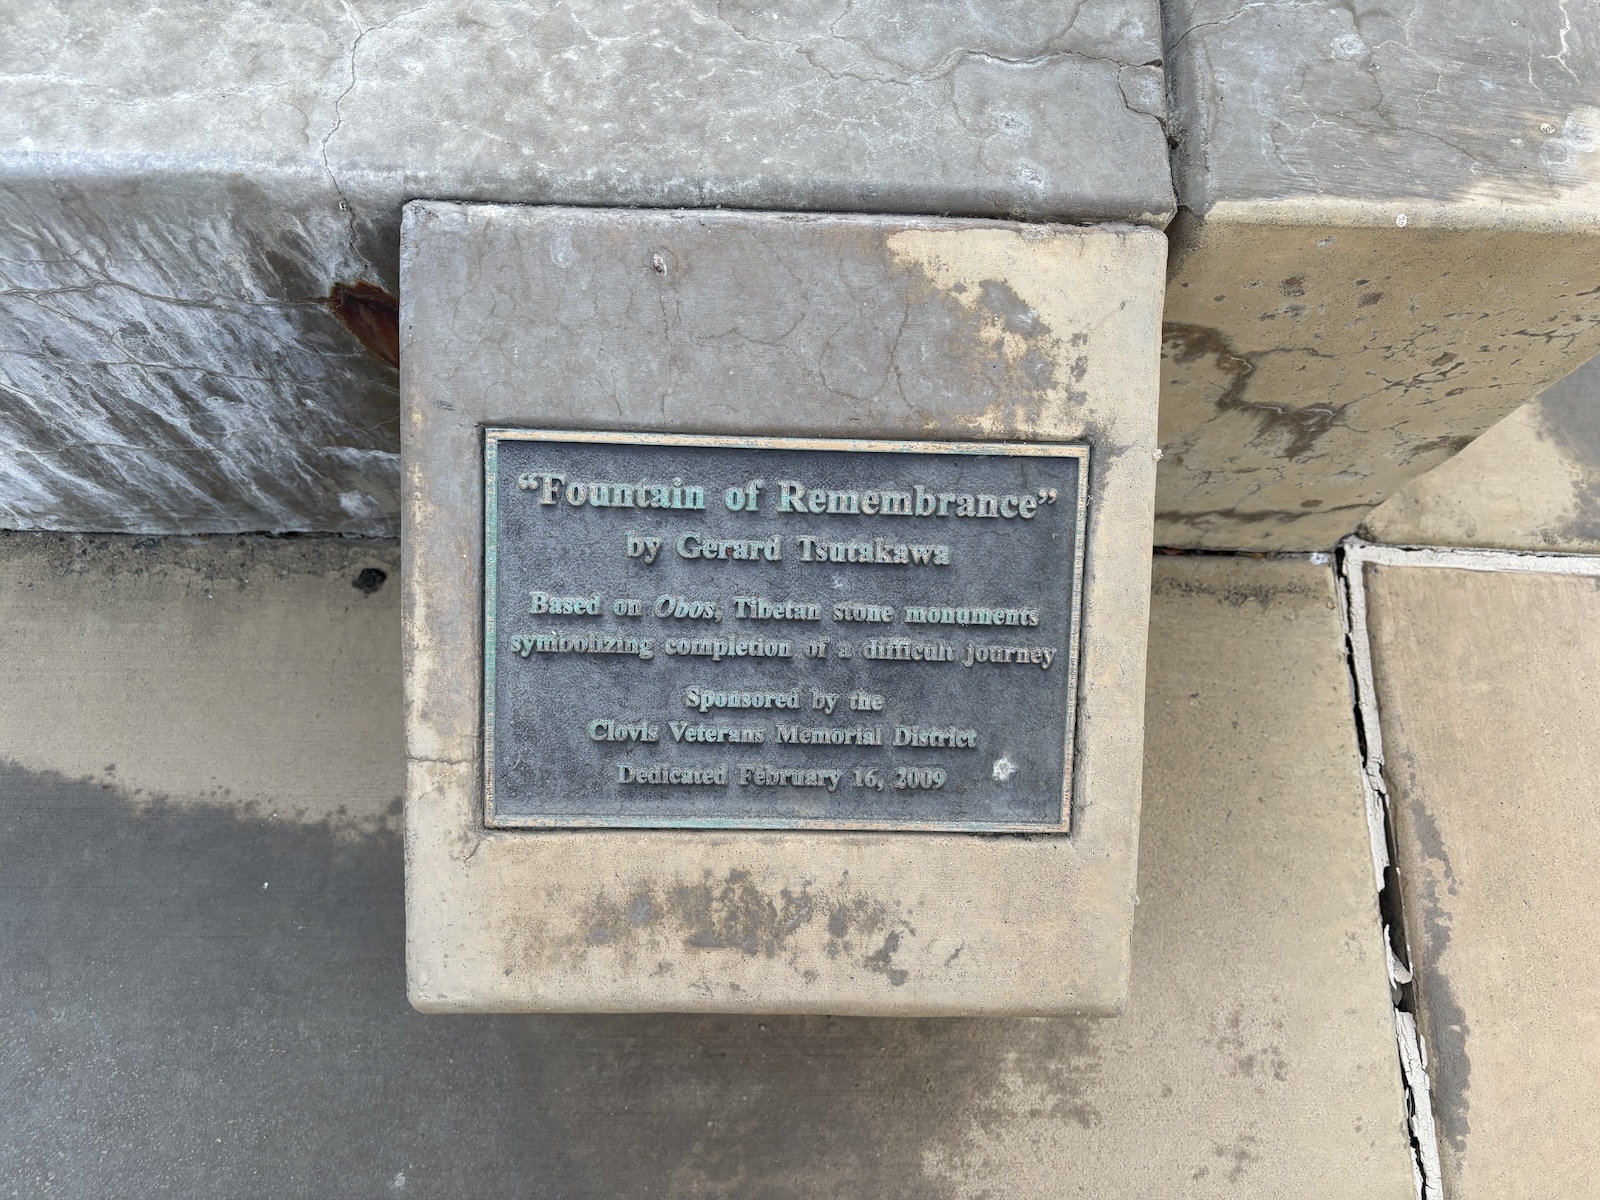 “Fountain of Remembrance”
by Gerard Tsutakawa
Based on Obos, Tibetan stone monuments
symbolizing completion of a difficult journey
Sponsored by the
Clovis Veterans Memorial District
Dedicated February 16, 2009